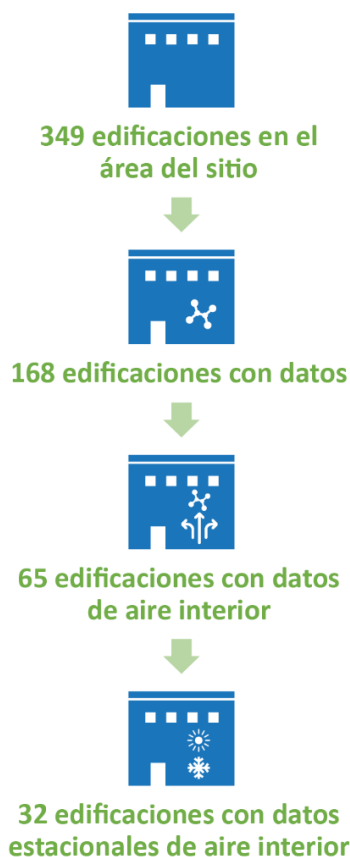 349 edificaciones en el
área del sitio
168 edificaciones con datos
65 edificaciones con datos
de aire interior
32 edificaciones con datos
estacionales de aire interior